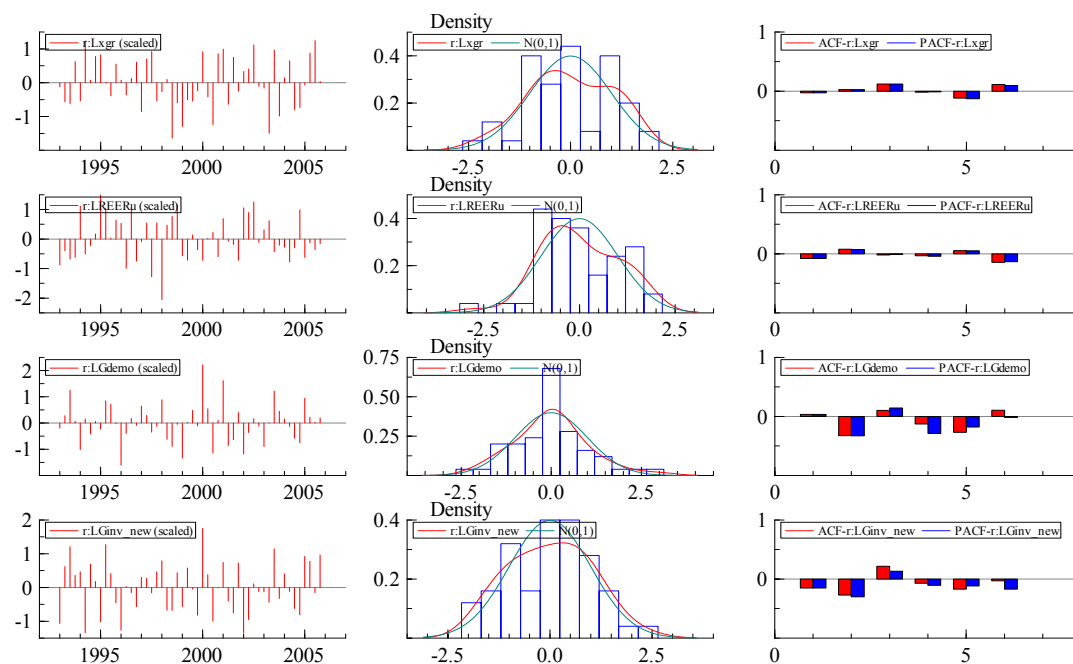 Density
r:Lxgr (scaled)
r:Lxgr N(0,1)
ACF-r:Lxgr PACF-r:Lxgr
1
0
-1
1995 2000 2005
0.4
0.2
-2.5 0.0 2.5
1
0
0 5
Density
r:LREERu (scaled)
r:LREERu N(0,1)
ACF-r:LREERu PACF-r:LREERu
1
0
-1
-2
1995 2000 2005
0.4
0.2
-2.5 0.0 2.5
1
0
0 5
Density
r:LGdemo (scaled)
r:LGdemo N(0,1)
ACF-r:LGdemo PACF-r:LGdemo
2
1
0
-1
1995 2000 2005
0.75
0.50
0.25
-2.5 0.0 2.5
1
0
0 5
Density
r:LGinv_new (scaled)
r:LGinv_new N(0,1)
ACF-r:LGinv_new PACF-r:LGinv_new
2
1
0
-1
1995 2000 2005
0.4
0.2
-2.5 0.0 2.5
1
0
0 5